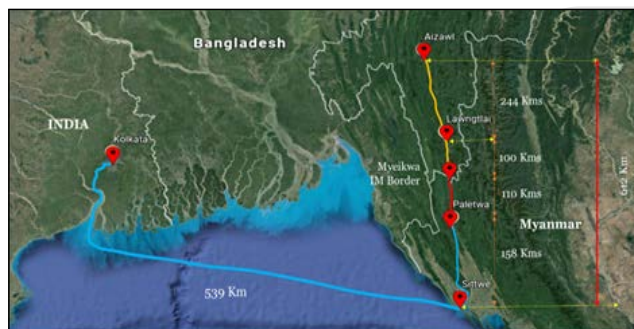 Aizawl
Bangladesh
244 Kms
INDIA
Lawngtlai
Kolkata
Myeikwa
IM Border
100 Kms
110 Kms
612 Km
Paletwa
Myanmar
158 Kms
Sittwe
539 Km